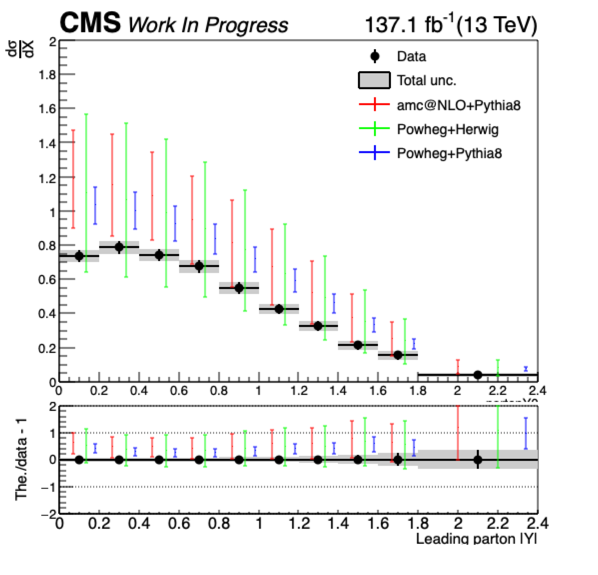 CMS Work In Progress 137.1 fb⁻¹(13 TeV)
dσ
dX
2
1.8
1.6
1.4
1.2
1
0.8
0.6
0.4
0.2
0
Data
Total unc.
amc@NLO+Pythia8
Powheg+Herwig
Powheg+Pythia8
0 0.2 0.4 0.6 0.8 1 1.2 1.4 1.6 1.8 2 2.2 2.4
The./data - 1
2
1
0
−1
−2
0 0.2 0.4 0.6 0.8 1 1.2 1.4 1.6 1.8 2 2.2 2.4
Leading parton |Y|